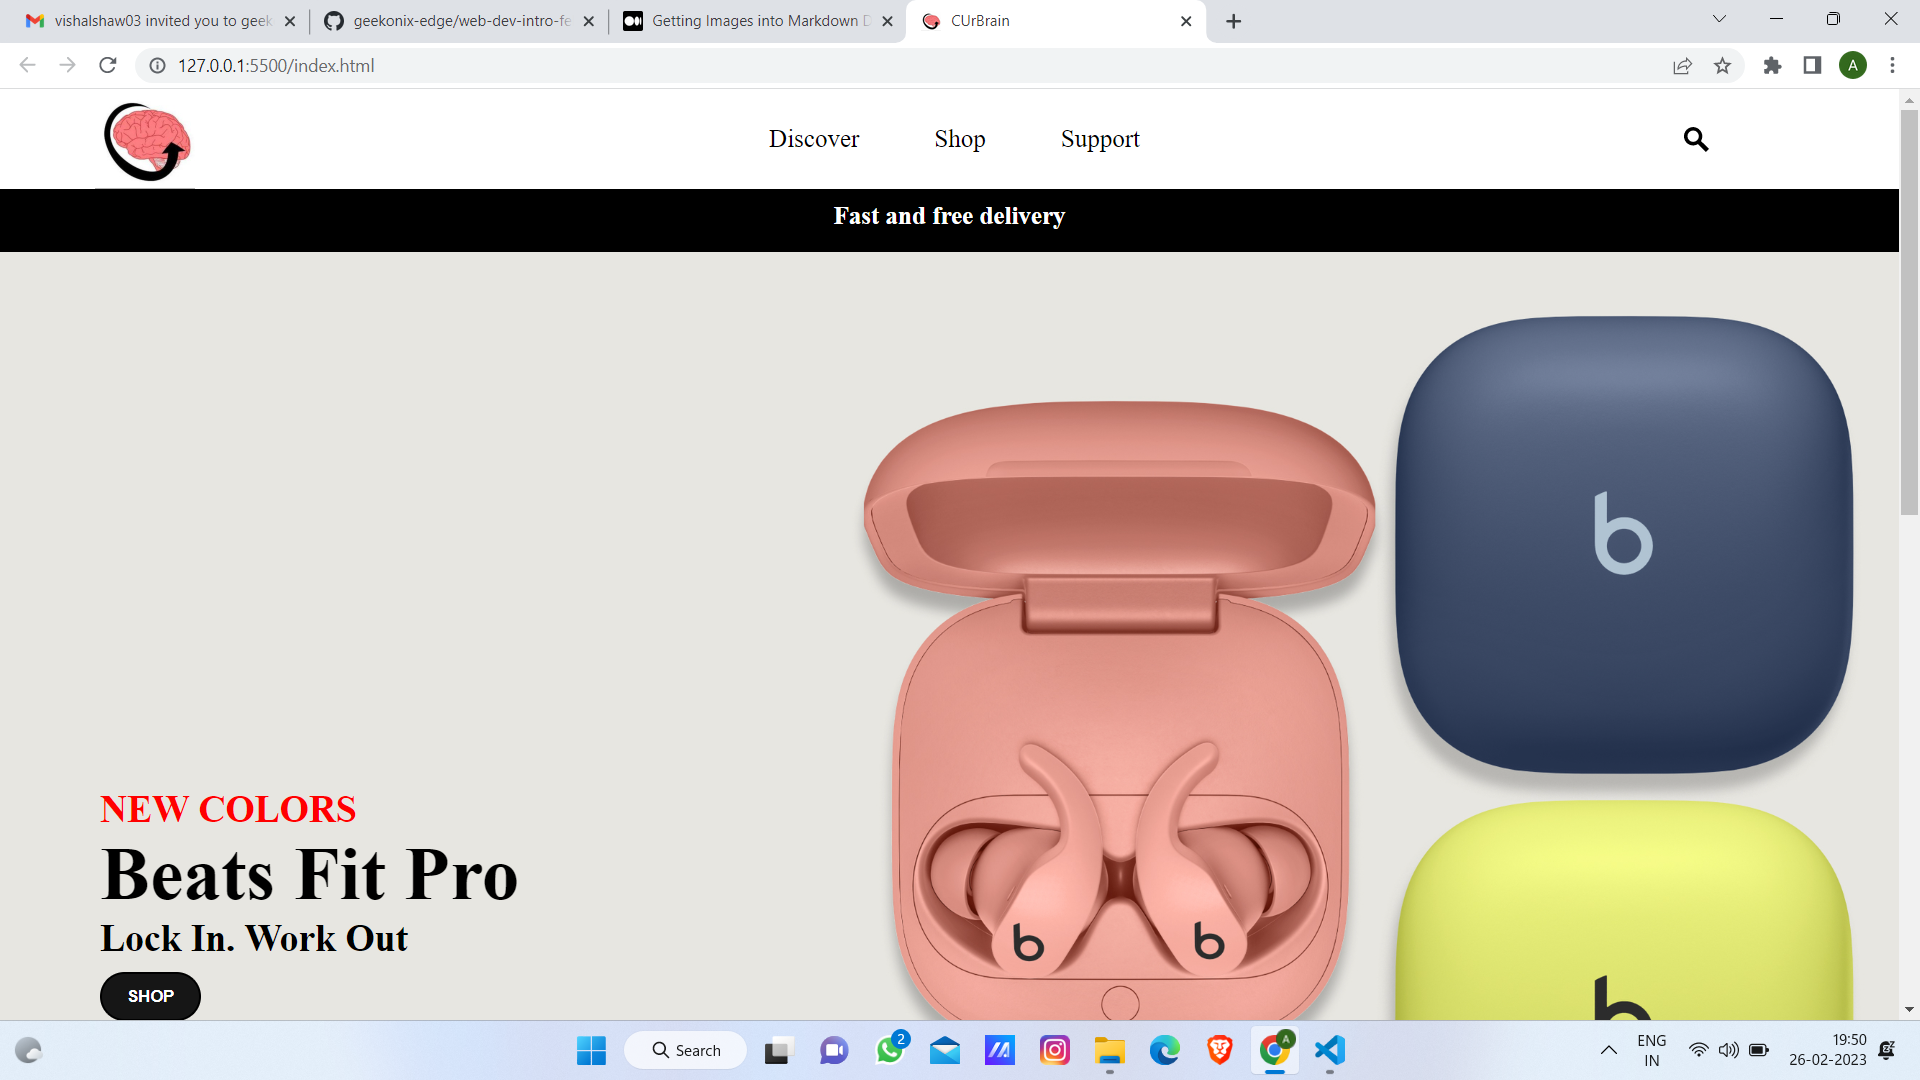 vishalshaw03 invited you to geek
geekonix-edge/web-dev-intro-fe
Getting Images into Markdown D
CUrBrain
127.0.0.1:5500/index.html
A
Discover
Shop
Support
Fast and free delivery
b
NEW COLORS
Beats Fit Pro
Lock In. Work Out
SHOP
b
b
b
Search
2
A
ENG
IN
19:50
26-02-2023